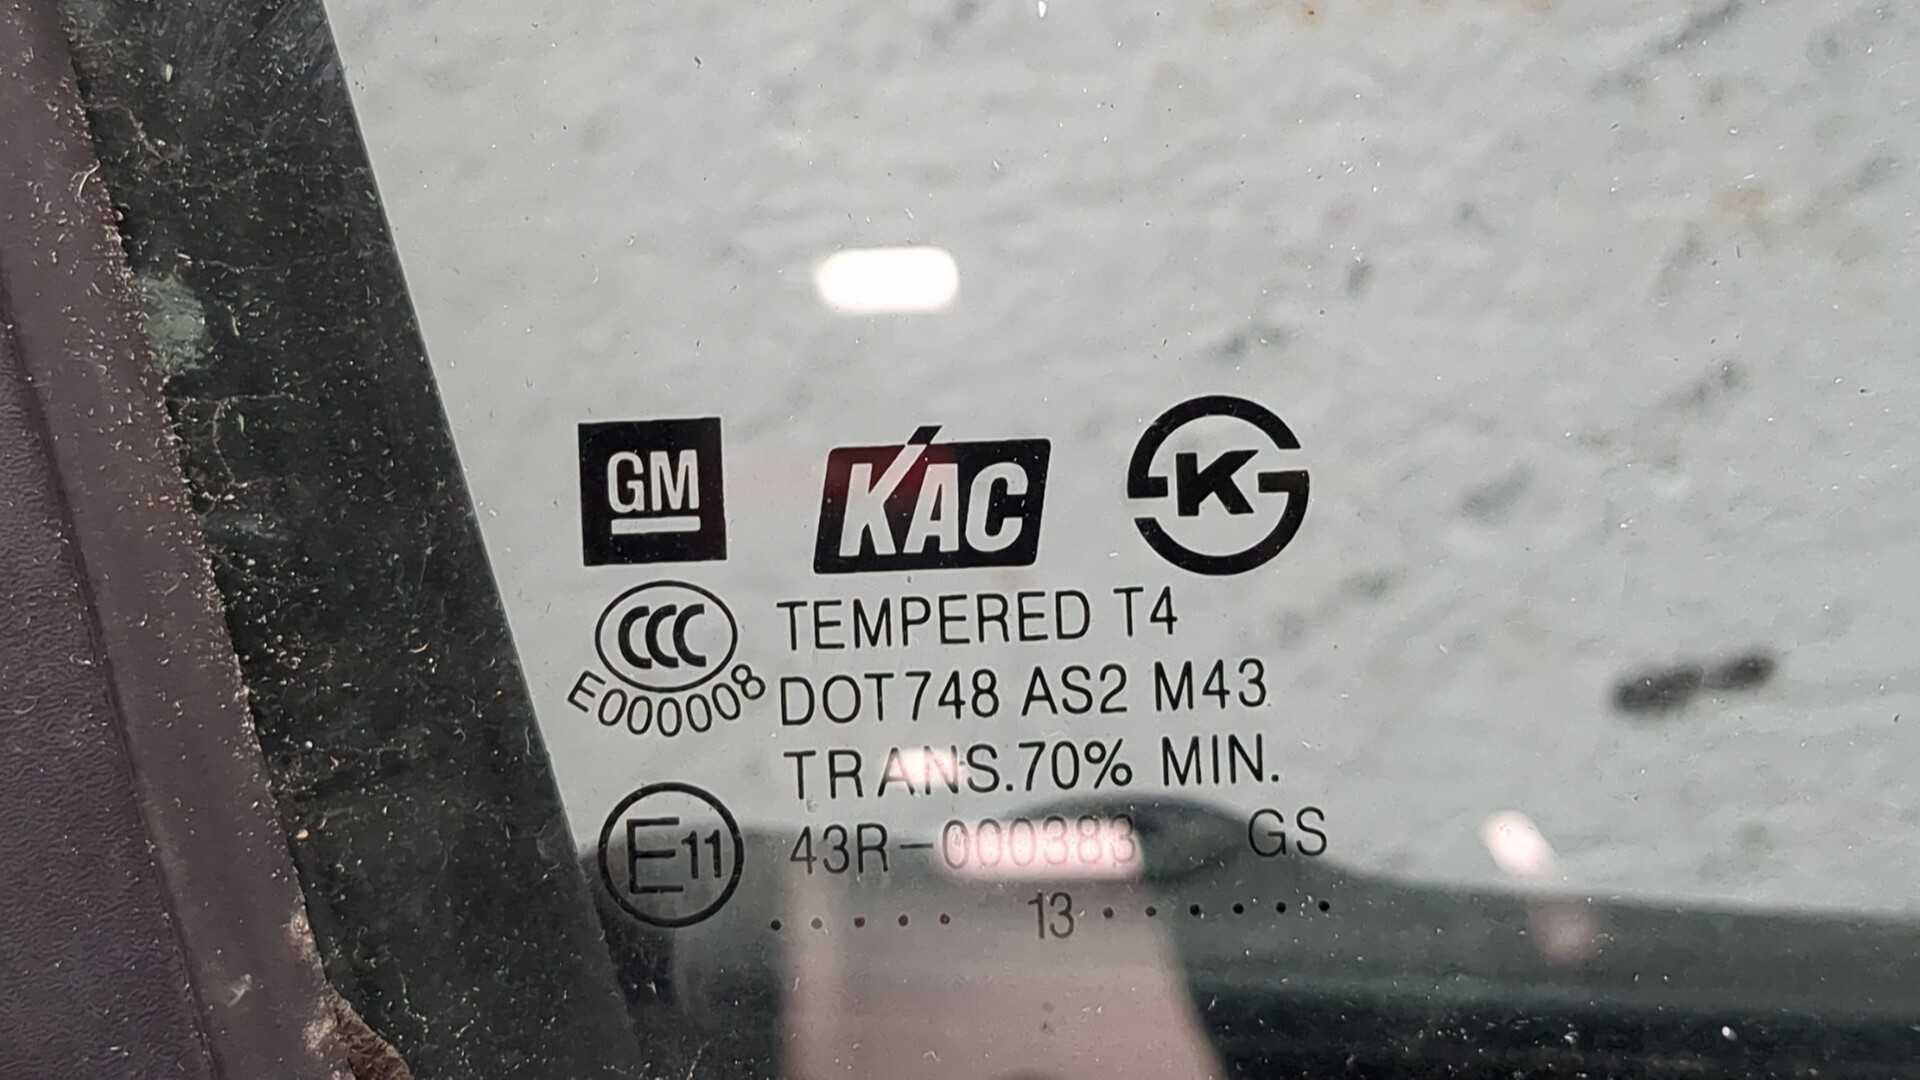 GM KAC K
CCC TEMPERED T4
E000008 DOT748 AS2 M43
TRANS.70% MIN.
E11 43R-000383 GS
..... 13 ......